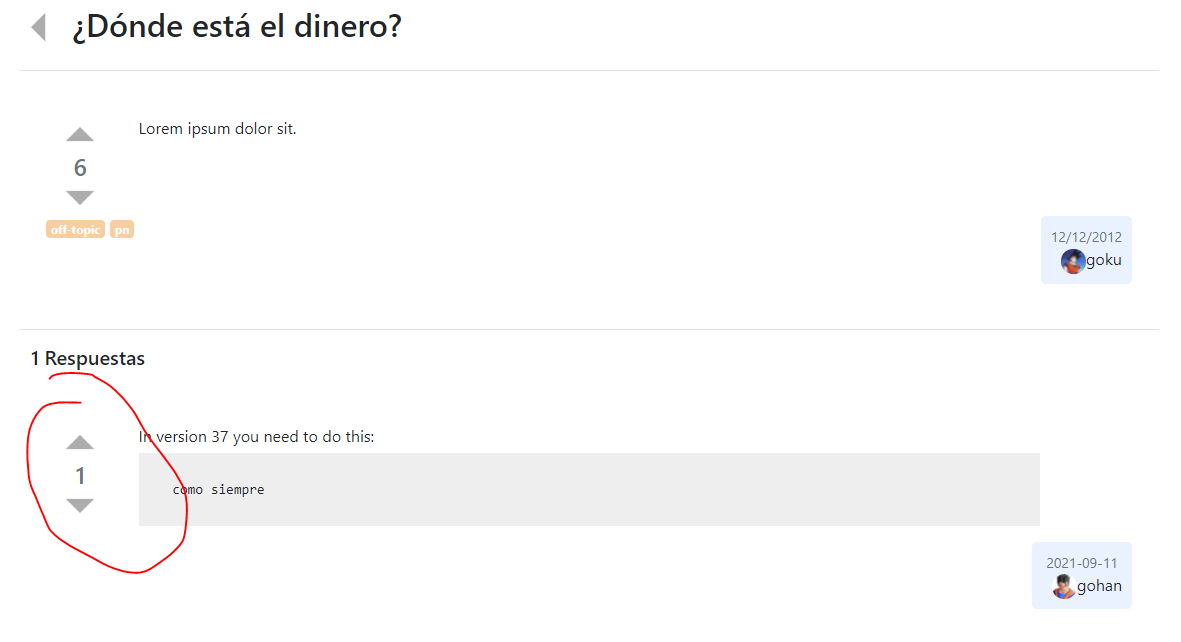 ¿Dónde está el dinero?
Lorem ipsum dolor sit.
6
off-topic pn
12/12/2012
goku
1 Respuestas
In version 37 you need to do this:
1
como siempre
2021-09-11
gohan